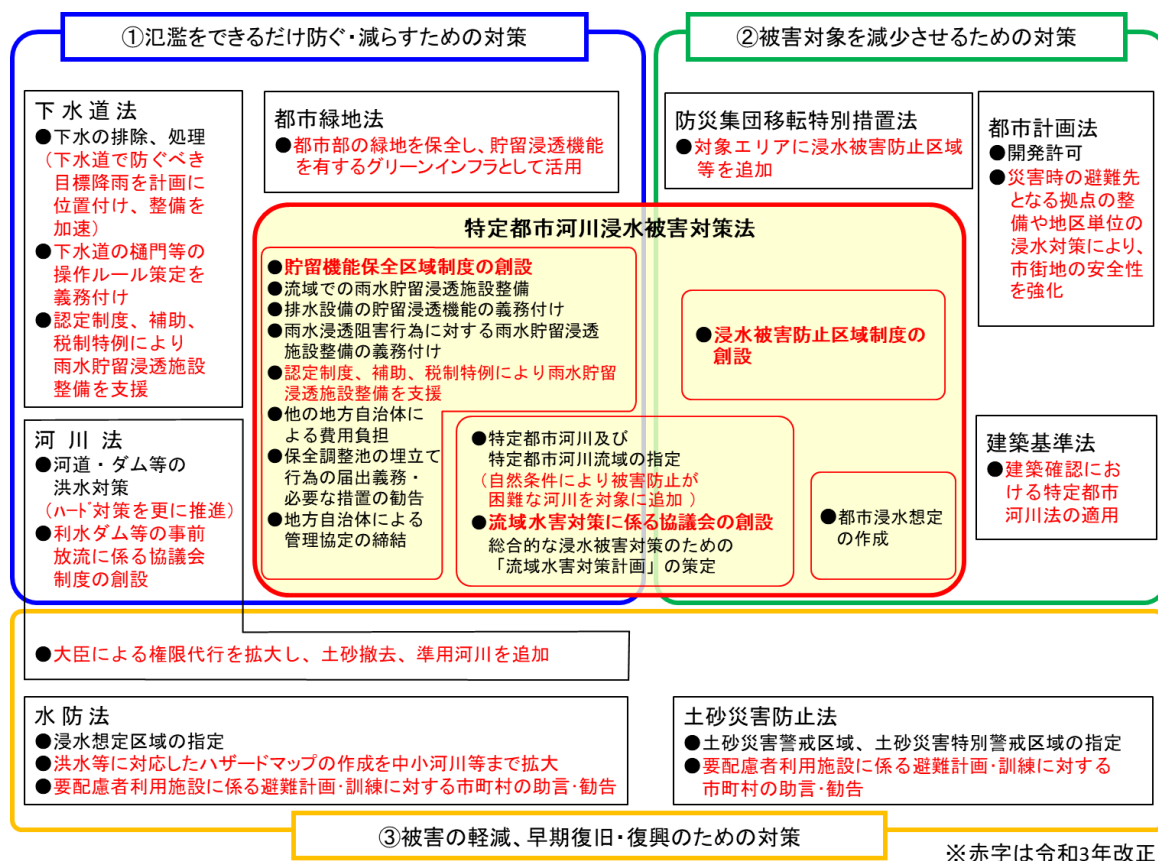 ①氾濫をできるだけ防ぐ・減らすための対策
②被害対象を減少させるための対策
下水道法
●下水の排除、処理
(下水道で防ぐべき
目標降雨を計画に
位置付け、整備を
加速)
●下水道の樋門等の
操作ルール策定を
義務付け
●認定制度、補助、
税制特例により
雨水貯留浸透施設
整備を支援
都市緑地法
●都市部の緑地を保全し、貯留浸透機能
を有するグリーンインフラとして活用
防災集団移転特別措置法
●対象エリアに浸水被害防止区域
等を追加
都市計画法
●開発許可
●災害時の避難先
となる拠点の整
備や地区単位の
浸水対策により、
市街地の安全性
を強化
特定都市河川浸水被害対策法
●貯留機能保全区域制度の創設
●流域での雨水貯留浸透施設整備
●排水設備の貯留浸透機能の義務付け
●雨水浸透阻害行為に対する雨水貯留浸透
施設整備の義務付け
●認定制度、補助、税制特例により雨水貯留
浸透施設整備を支援
●他の地方自治体に
よる費用負担
●保全調整池の埋立て
行為の届出義務・
必要な措置の勧告
●地方自治体による
管理協定の締結
●浸水被害防止区域制度の
創設
●特定都市河川及び
特定都市河川流域の指定
(自然条件により被害防止が
困難な河川を対象に追加 )
●流域水害対策に係る協議会の創設
総合的な浸水被害対策のための
「流域水害対策計画」の策定
●都市浸水想定
の作成
河川法
●河道・ダム等の
洪水対策
(ハード対策を更に推進)
●利水ダム等の事前
放流に係る協議会
制度の創設
建築基準法
●建築確認にお
ける特定都市
河川法の適用
●大臣による権限代行を拡大し、土砂撤去、準用河川を追加
水防法
●浸水想定区域の指定
●洪水等に対応したハザードマップの作成を中小河川等まで拡大
●要配慮者利用施設に係る避難計画・訓練に対する市町村の助言・勧告
土砂災害防止法
●土砂災害警戒区域、土砂災害特別警戒区域の指定
●要配慮者利用施設に係る避難計画・訓練に対する
市町村の助言・勧告
③被害の軽減、早期復旧・復興のための対策
※赤字は令和3年改正